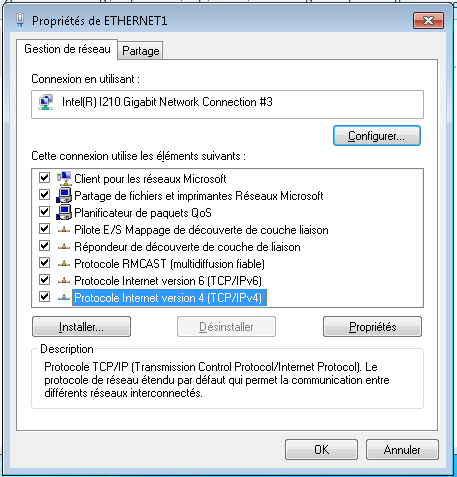 Propriétés de ETHERNET1
Gestion de réseau
Partage
Connexion en utilisant :
Intel(R) I210 Gigabit Network Connection #3
Configurer...
Cette connexion utilise les éléments suivants :
Client pour les réseaux Microsoft
Partage de fichiers et imprimantes Réseaux Microsoft
Planificateur de paquets QoS
Pilote E/S Mappage de découverte de couche liaison
Répondeur de découverte de couche de liaison
Protocole RMCAST (multidiffusion fiable)
Protocole Internet version 6 (TCP/IPv6)
Protocole Internet version 4 (TCP/IPv4)
Installer...
Désinstaller
Propriétés
Description
Protocole TCP/IP (Transmission Control Protocol/Internet Protocol). Le
protocole de réseau étendu par défaut qui permet la communication entre
différents réseaux interconnectés.
OK
Annuler